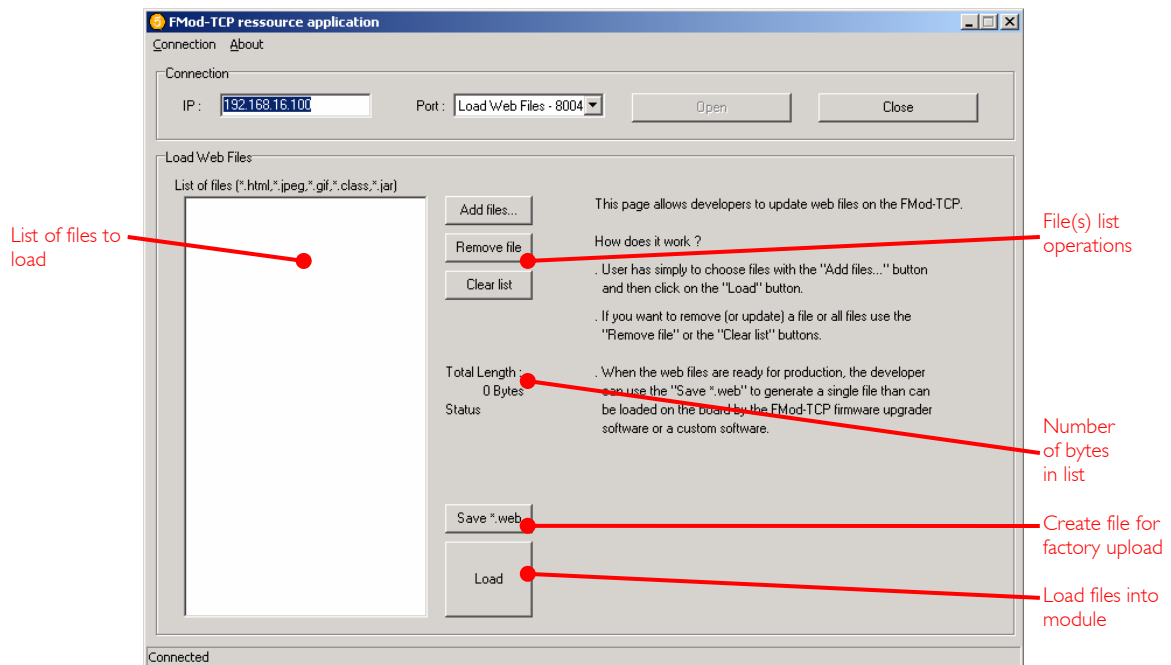 FMod-TCP ressource application
Connection About
Connection
IP : 192.168.16.100 Port : Load Web Files - 8004 Open Close
Load Web Files
List of files (*.html,*.jpeg,*.gif,*.class,*.jar)
Add files...
Remove file
Clear list
This page allows developers to update web files on the FMod-TCP.
How does it work ?
. User has simply to choose files with the "Add files..." button
and then click on the "Load" button.
. If you want to remove (or update) a file or all files use the
"Remove file" or the "Clear list" buttons.
Total Length :
0 Bytes
Status
. When the web files are ready for production, the developer
can use the "Save *.web" to generate a single file than can
be loaded on the board by the FMod-TCP firmware upgrader
software or a custom software.
Save *.web
Load
Connected
List of files to
load
File(s) list
operations
Number
of bytes
in list
Create file for
factory upload
Load files into
module